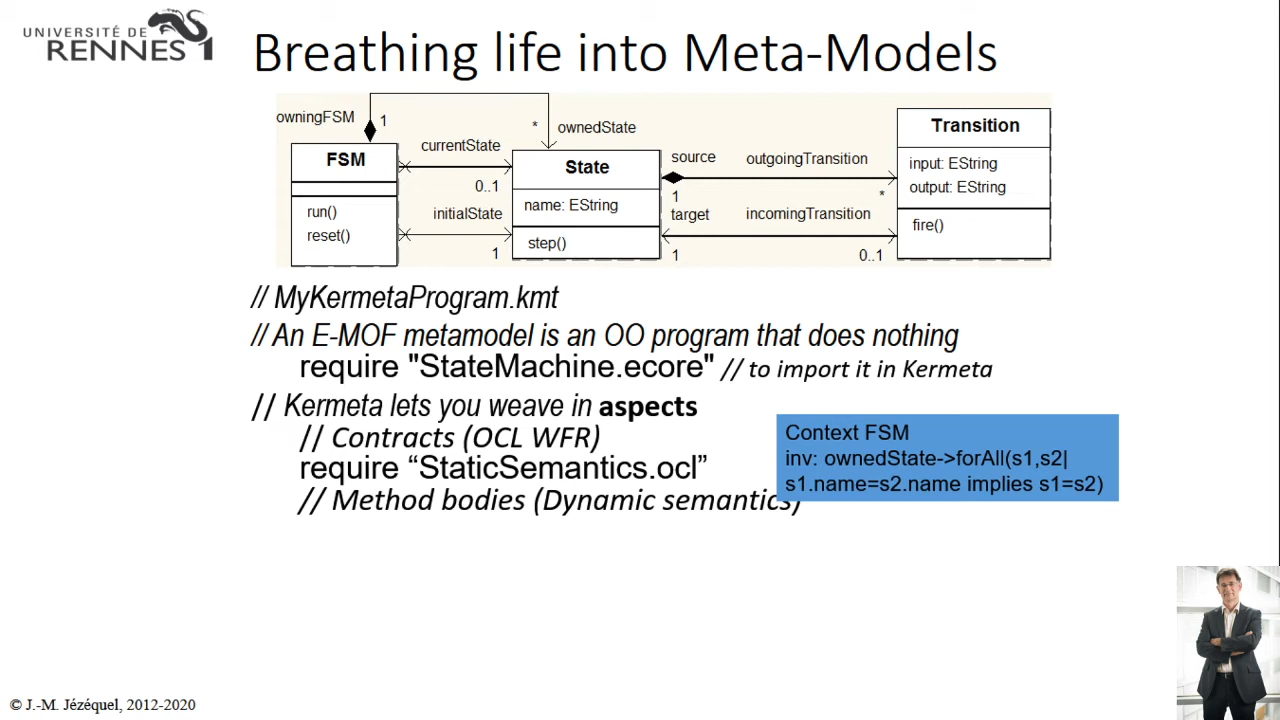 UNIVERSITÉ DE
RENNES 1
Breathing life into Meta-Models
owningFSM
1
*
ownedState
FSM
run()
reset()
currentState
0..1
initialState
1
State
name: EString
step()
source
1
outgoingTransition
*
target
1
incomingTransition
0..1
Transition
input: EString
output: EString
fire()
// MyKermetaProgram.kmt
// An E-MOF metamodel is an OO program that does nothing
require "StateMachine.ecore" // to import it in Kermeta
// Kermeta lets you weave in aspects
// Contracts (OCL WFR)
require “StaticSemantics.ocl”
// Method bodies (Dynamic semantics)
Context FSM
inv: ownedState->forAll(s1,s2|
s1.name=s2.name implies s1=s2)
© J.-M. Jézéquel, 2012-2020